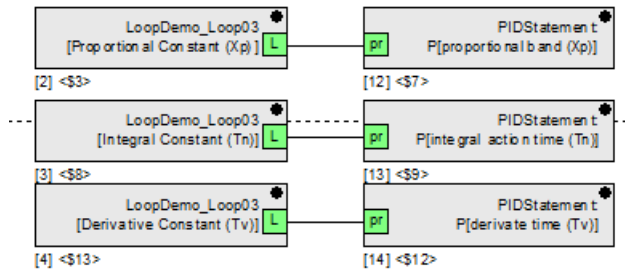 LoopDemo_Loop03
[Proportional Constant (Xp)] L
[2] <$3>
PIDStatement
pr P[proportional band (Xp)]
[12] <$7>
LoopDemo_Loop03
[Integral Constant (Tn)] L
[3] <$8>
PIDStatement
pr P[integral action time (Tn)]
[13] <$9>
LoopDemo_Loop03
[Derivative Constant (Tv)] L
[4] <$13>
PIDStatement
pr P[derivate time (Tv)]
[14] <$12>